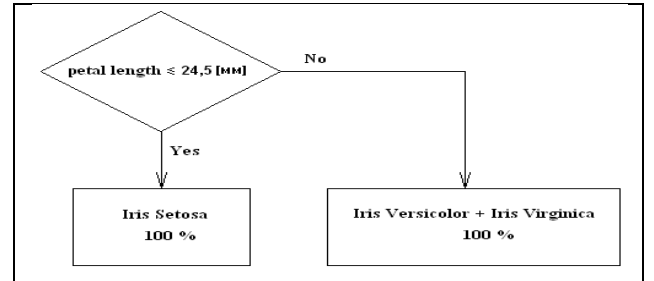 petal length ≤ 24,5 [мм]
No
Yes
Iris Setosa
100 %
Iris Versicolor + Iris Virginica
100 %